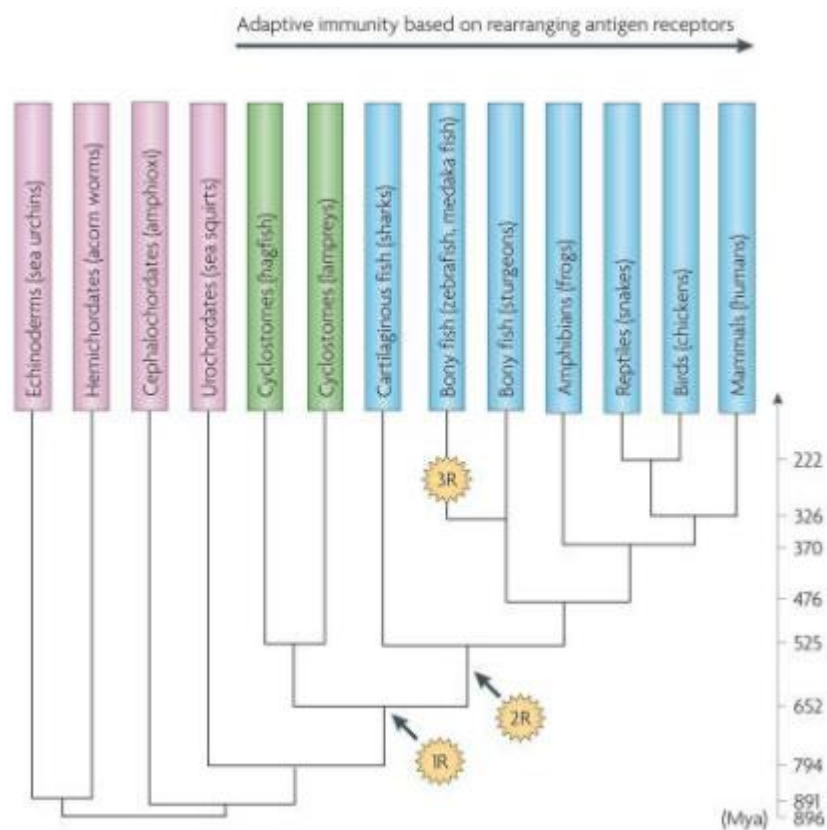 Adaptive immunity based on rearranging antigen receptors
Echinoderms (sea urchins)
Hemichordates (acorn worms)
Cephalochordates (amphioxi)
Urochordates (sea squirts)
Cyclostomes (hagfish)
Cyclostomes (lampreys)
Cartilaginous fish (sharks)
Bony fish (zebrafish, medaka fish)
Bony fish (sturgeons)
Amphibians (frogs)
Reptiles (snakes)
Birds (chickens)
Mammals (humans)
222
3R
326
370
476
525
652
2R
1R
794
891
(Mya) 896